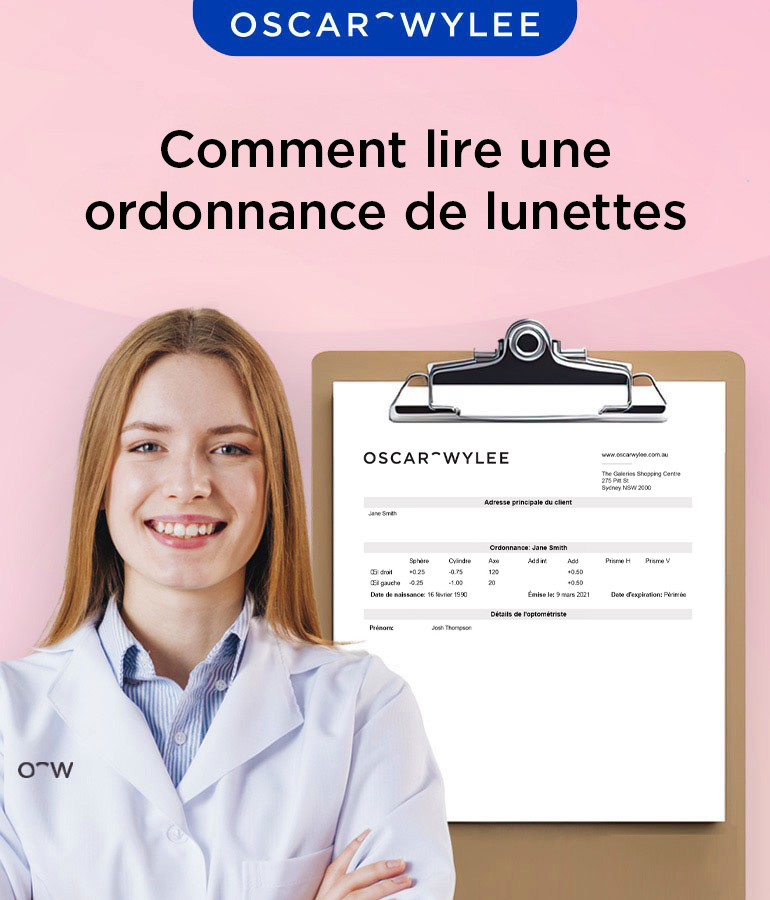 OSCAR WYLEE
Comment lire une
ordonnance de lunettes
OSCAR WYLEE
www.oscarwylee.com.au
The Galeries Shopping Centre
275 Pitt St
Sydney NSW 2000
Adresse principale du client
Jane Smith
Ordonnance: Jane Smith
Sphère Cylindre Axe Add int Add Prisme H Prisme V
Œil droit +0.25 -0.75 120 +0.50
Œil gauche -0.25 -1.00 20 +0.50
Date de naissance: 16 février 1990 Émise le: 9 mars 2021 Date d'expiration: Périmée
Détails de l'optométriste
Prénom: Josh Thompson
O W